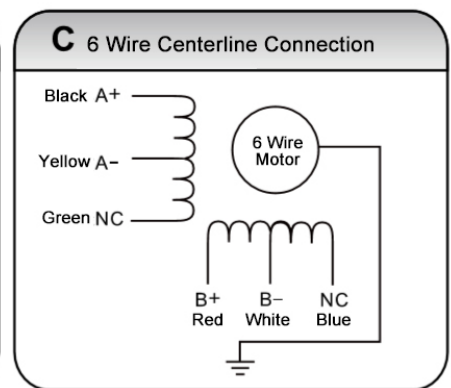 C 6 Wire Centerline Connection
Black A+
Yellow A−
Green NC
6 Wire
Motor
B+ B− NC
Red White Blue